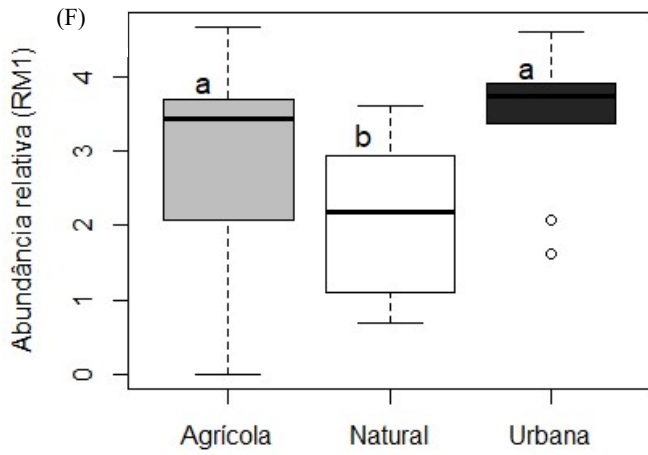 (F)
Abundância relativa (RM1)
4
3
2
1
0
a
b
a
Agrícola Natural Urbana